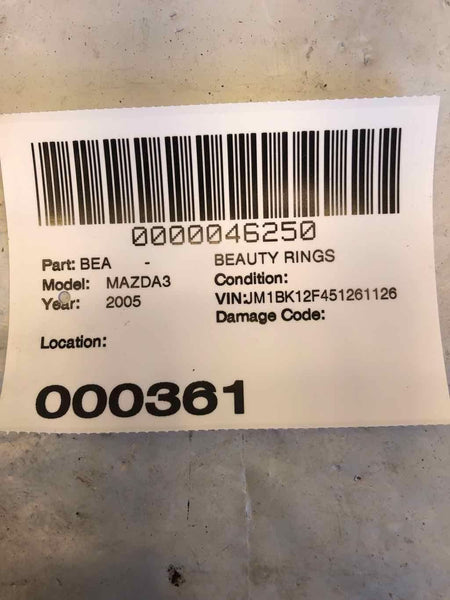 0000046250
Part: BEA - BEAUTY RINGS
Model: MAZDA3 Condition:
Year: 2005 VIN:JM1BK12F451261126
Damage Code:
Location:
000361